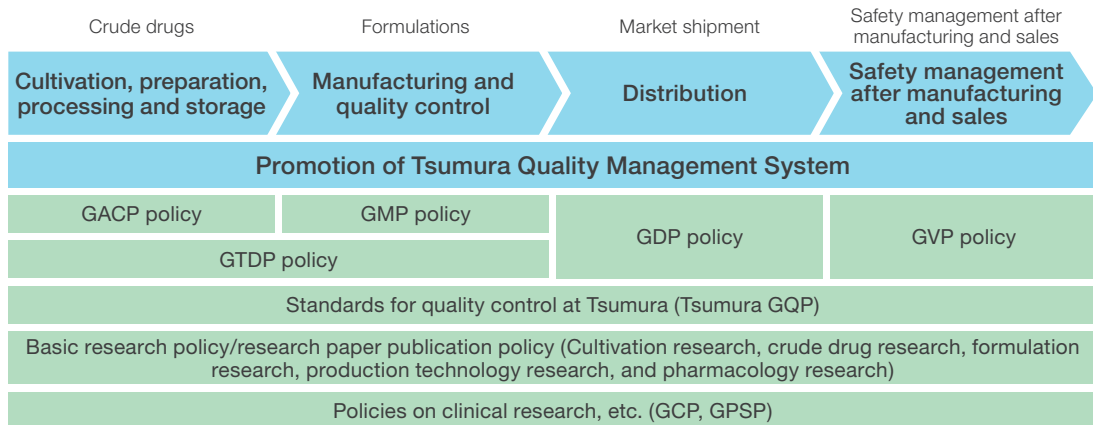 Crude drugs
Formulations
Market shipment
Safety management after
manufacturing and sales
Cultivation, preparation,
processing and storage
Manufacturing and
quality control
Distribution
Safety management
after manufacturing
and sales
Promotion of Tsumura Quality Management System
GACP policy
GMP policy
GDP policy
GVP policy
GTDP policy
Standards for quality control at Tsumura (Tsumura GQP)
Basic research policy/research paper publication policy (Cultivation research, crude drug research, formulation
research, production technology research, and pharmacology research)
Policies on clinical research, etc. (GCP, GPSP)